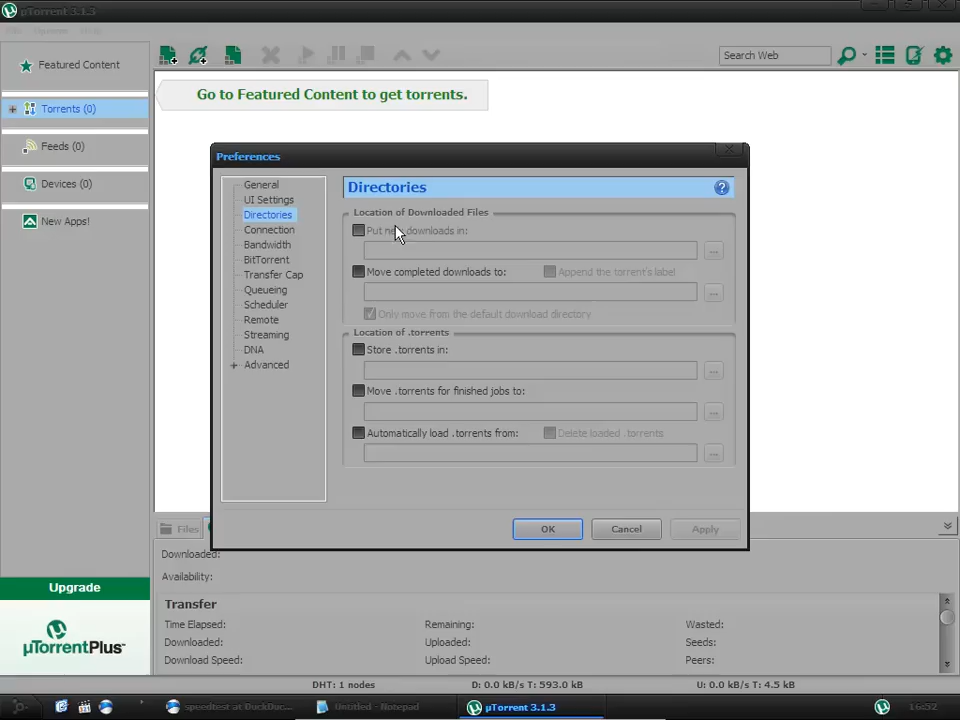 µTorrent 3.1.3
Search Web
Featured Content
Go to Featured Content to get torrents.
Torrents (0)
Feeds (0)
Devices (0)
New Apps!
Preferences
General
UI Settings
Directories
Connection
Bandwidth
BitTorrent
Transfer Cap
Queueing
Scheduler
Remote
Streaming
DNA
Advanced
Directories
Location of Downloaded Files
Put new downloads in:
...
Move completed downloads to:
Append the torrent's label
...
Only move from the default download directory
Location of .torrents
Store .torrents in:
...
Move .torrents for finished jobs to:
...
Automatically load .torrents from:
Delete loaded .torrents
...
OK
Cancel
Apply
Files
Downloaded:
Availability:
Transfer
Time Elapsed:
Remaining:
Wasted:
Downloaded:
Uploaded:
Seeds:
Download Speed:
Upload Speed:
Peers:
Upgrade
µTorrentPlus
DHT: 1 nodes
D: 0.0 kB/s T: 593.0 kB
U: 0.0 kB/s T: 4.5 kB
speedtest at DuckDuc...
Untitled - Notepad
µTorrent 3.1.3
16:52